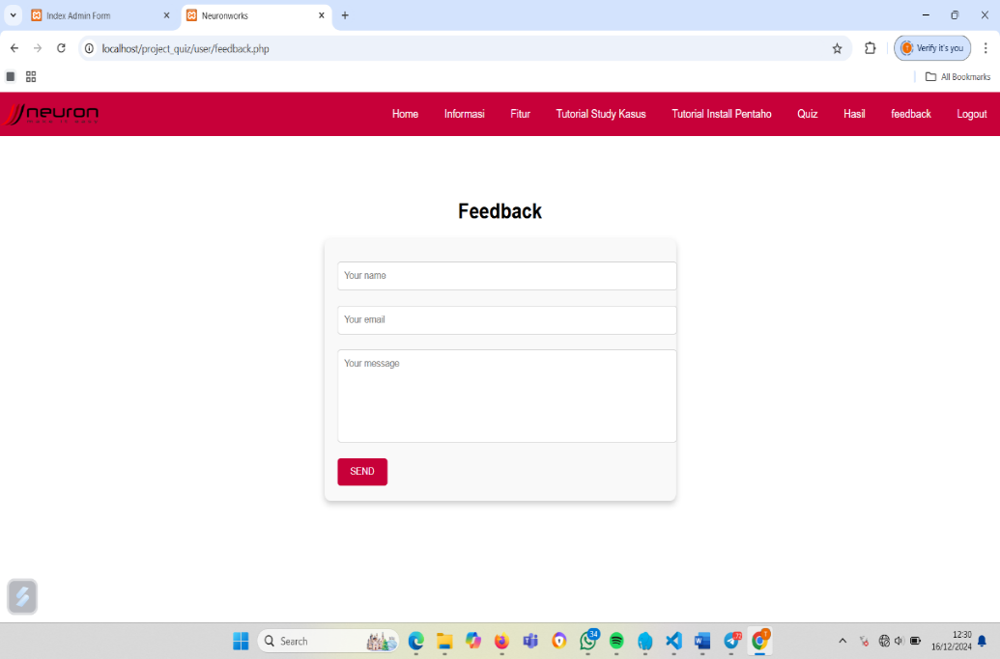 Index Admin Form
Neuronworks
localhost/project_quiz/user/feedback.php
Verify it's you
All Bookmarks
neuron
Home
Informasi
Fitur
Tutorial Study Kasus
Tutorial Install Pentaho
Quiz
Hasil
feedback
Logout
Feedback
Your name
Your email
Your message
SEND
Search
34
12:30
16/12/2024